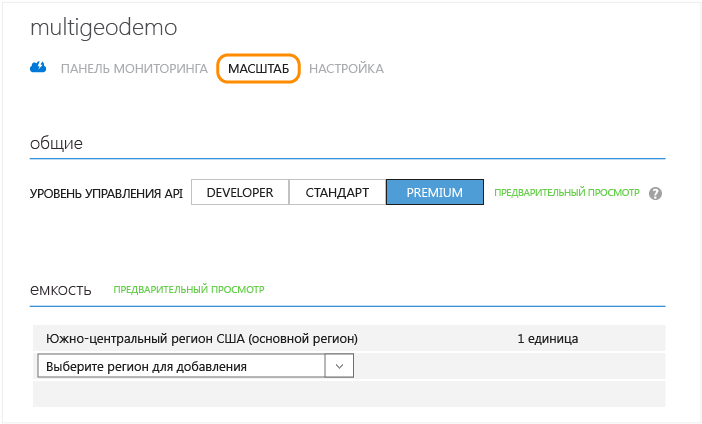 multigeodemo
ПАНЕЛЬ МОНИТОРИНГА МАСШТАБ НАСТРОЙКА
общие
УРОВЕНЬ УПРАВЛЕНИЯ API DEVELOPER СТАНДАРТ PREMIUM ПРЕДВАРИТЕЛЬНЫЙ ПРОСМОТР ?
емкость ПРЕДВАРИТЕЛЬНЫЙ ПРОСМОТР
Южно-центральный регион США (основной регион) 1 единица
Выберите регион для добавления